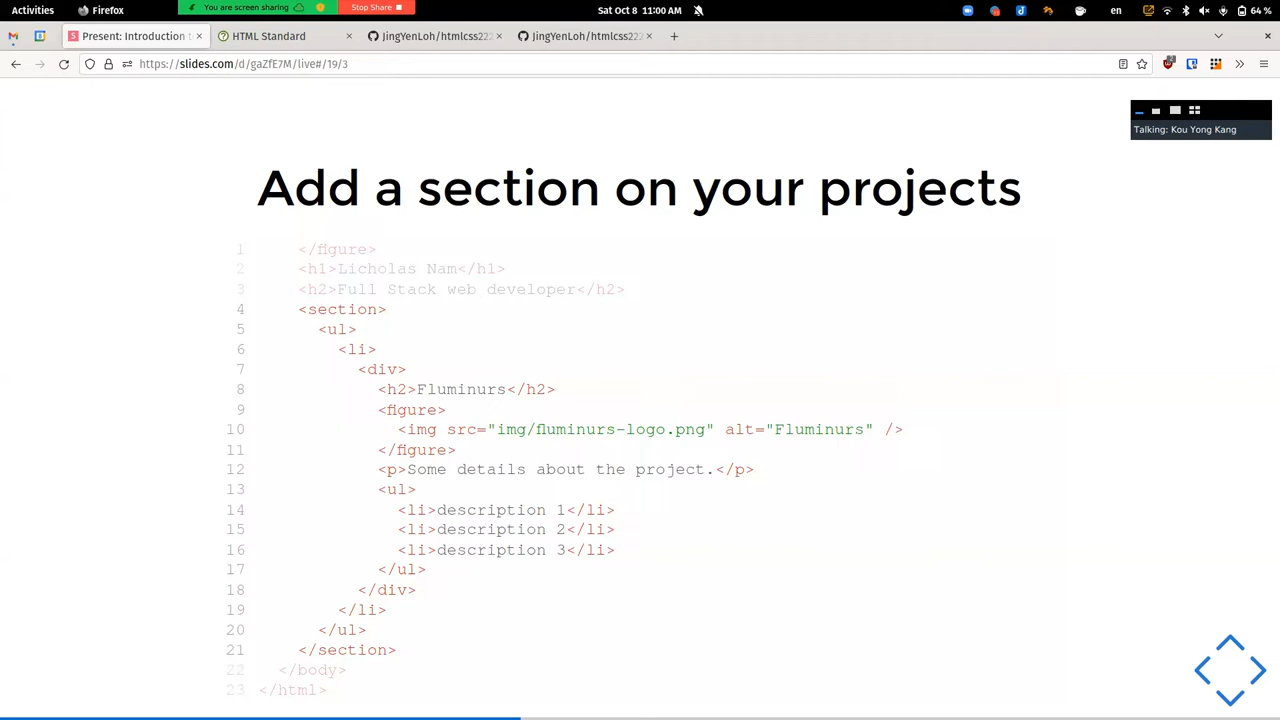 Activities
Firefox
You are screen sharing
Stop Share
Sat Oct 8 11:00 AM
en
64 %
Present: Introduction t
HTML Standard
JingYenLoh/htmlcss222
JingYenLoh/htmlcss222
https://slides.com/d/gaZfE7M/live#/19/3
Talking: Kou Yong Kang
Add a section on your projects
1 </figure>
2 <h1>Licholas Nam</h1>
3 <h2>Full Stack web developer</h2>
4 <section>
5 <ul>
6 <li>
7 <div>
8 <h2>Fluminurs</h2>
9 <figure>
10 <img src="img/fluminurs-logo.png" alt="Fluminurs" />
11 </figure>
12 <p>Some details about the project.</p>
13 <ul>
14 <li>description 1</li>
15 <li>description 2</li>
16 <li>description 3</li>
17 </ul>
18 </div>
19 </li>
20 </ul>
21 </section>
22 </body>
23 </html>